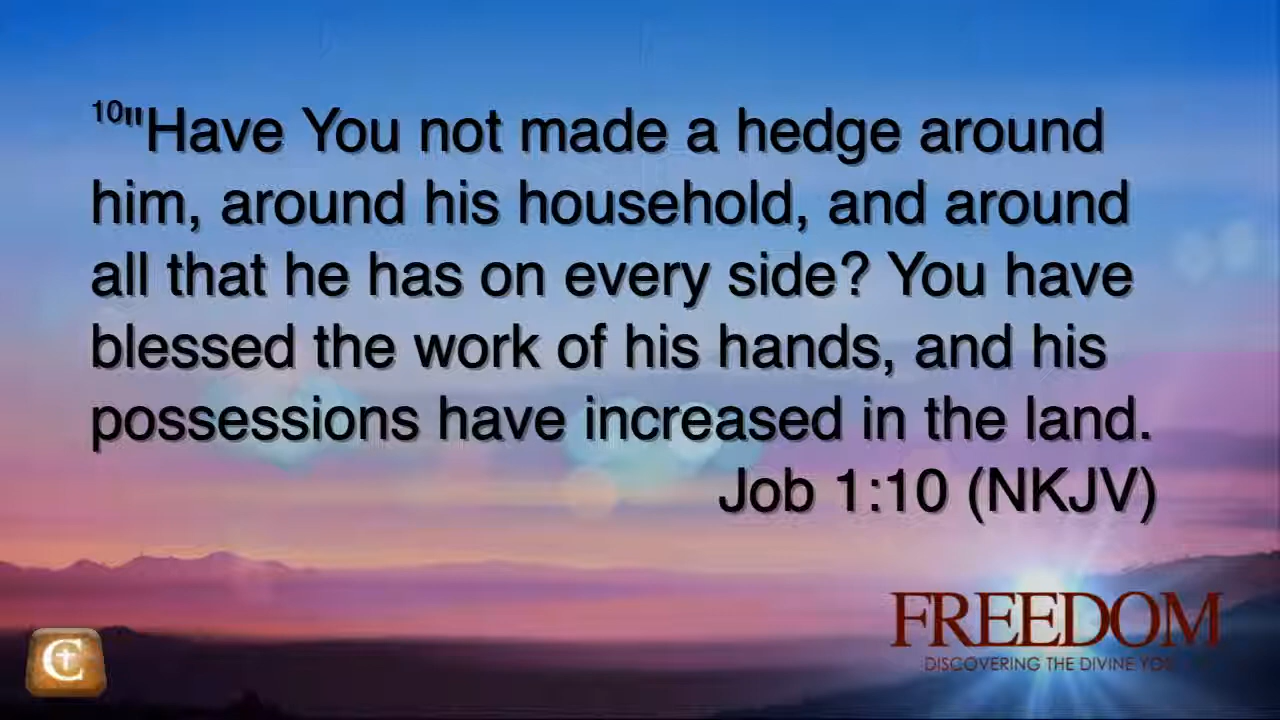 10"Have You not made a hedge around
him, around his household, and around
all that he has on every side? You have
blessed the work of his hands, and his
possessions have increased in the land.
Job 1:10 (NKJV)
FREEDOM
DISCOVERING THE DIVINE YOU
C